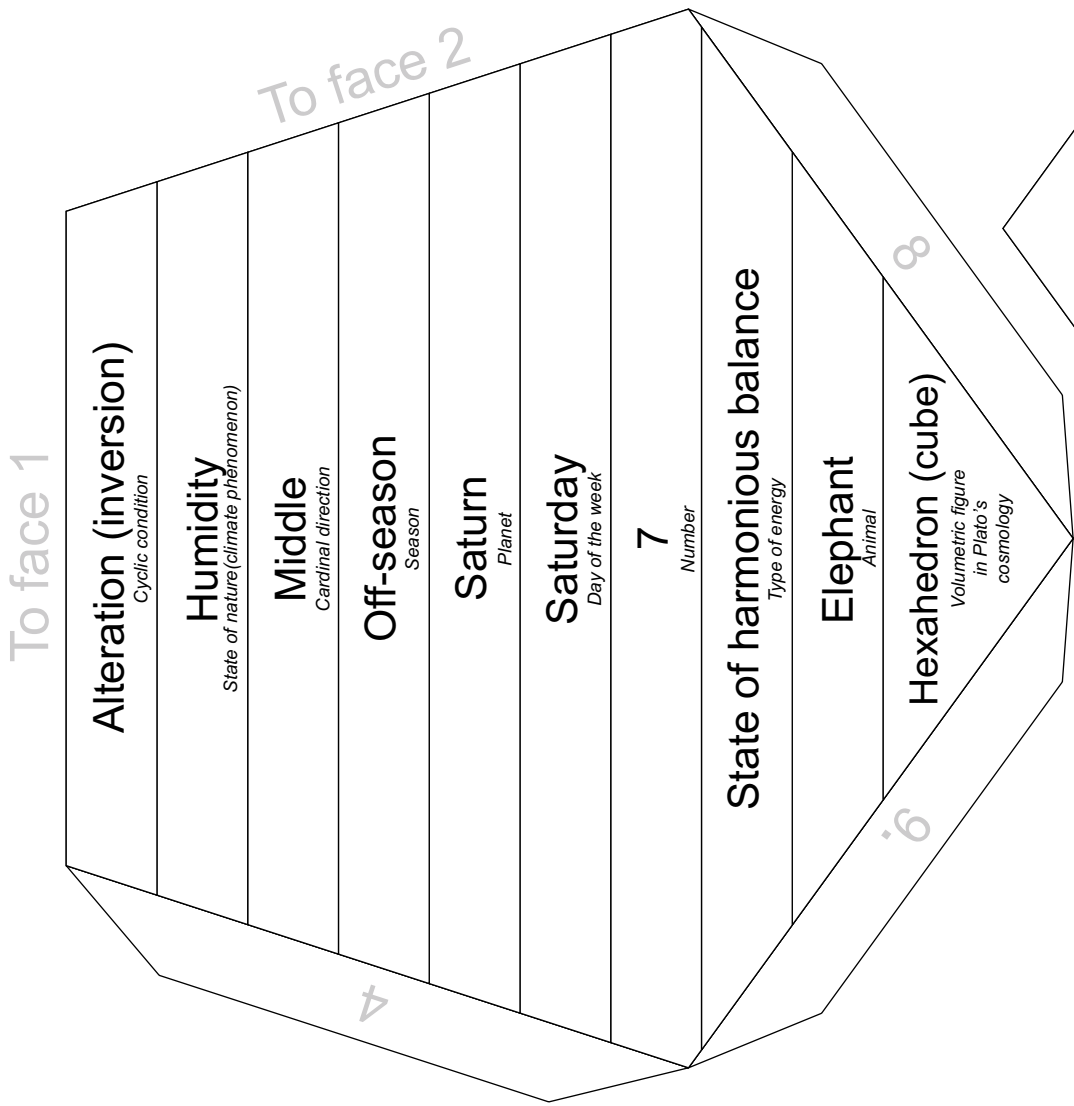 To face 1
To face 2
Alteration (inversion)
Cyclic condition
Humidity
State of nature(climate phenomenon)
Middle
Cardinal direction
Off-season
Season
Saturn
Planet
Saturday
Day of the week
7
Number
State of harmonious balance
Type of energy
Elephant
Animal
Hexahedron (cube)
Volumetric figure
in Plato's
cosmology
4
8
9.